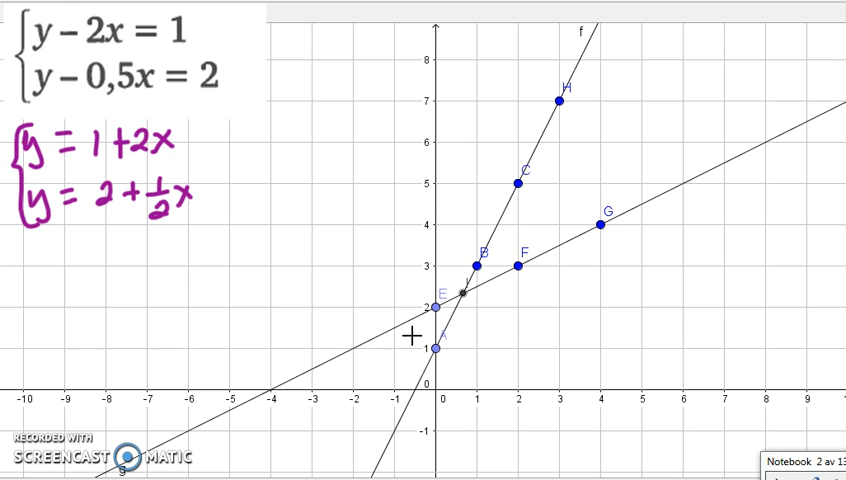 y – 2x = 1
y – 0,5x = 2
y = 1 + 2x
y = 2 + 1/2 x
f
8
H
7
6
C
5
G
4
B
F
3
E
2
A
1
0
-10 -9 -8 -7 -6 -5 -4 -3 -2 -1 0 1 2 3 4 5 6 7 8 9
-1
RECORDED WITH
SCREENCAST MATIC
g
Notebook 2 av 13